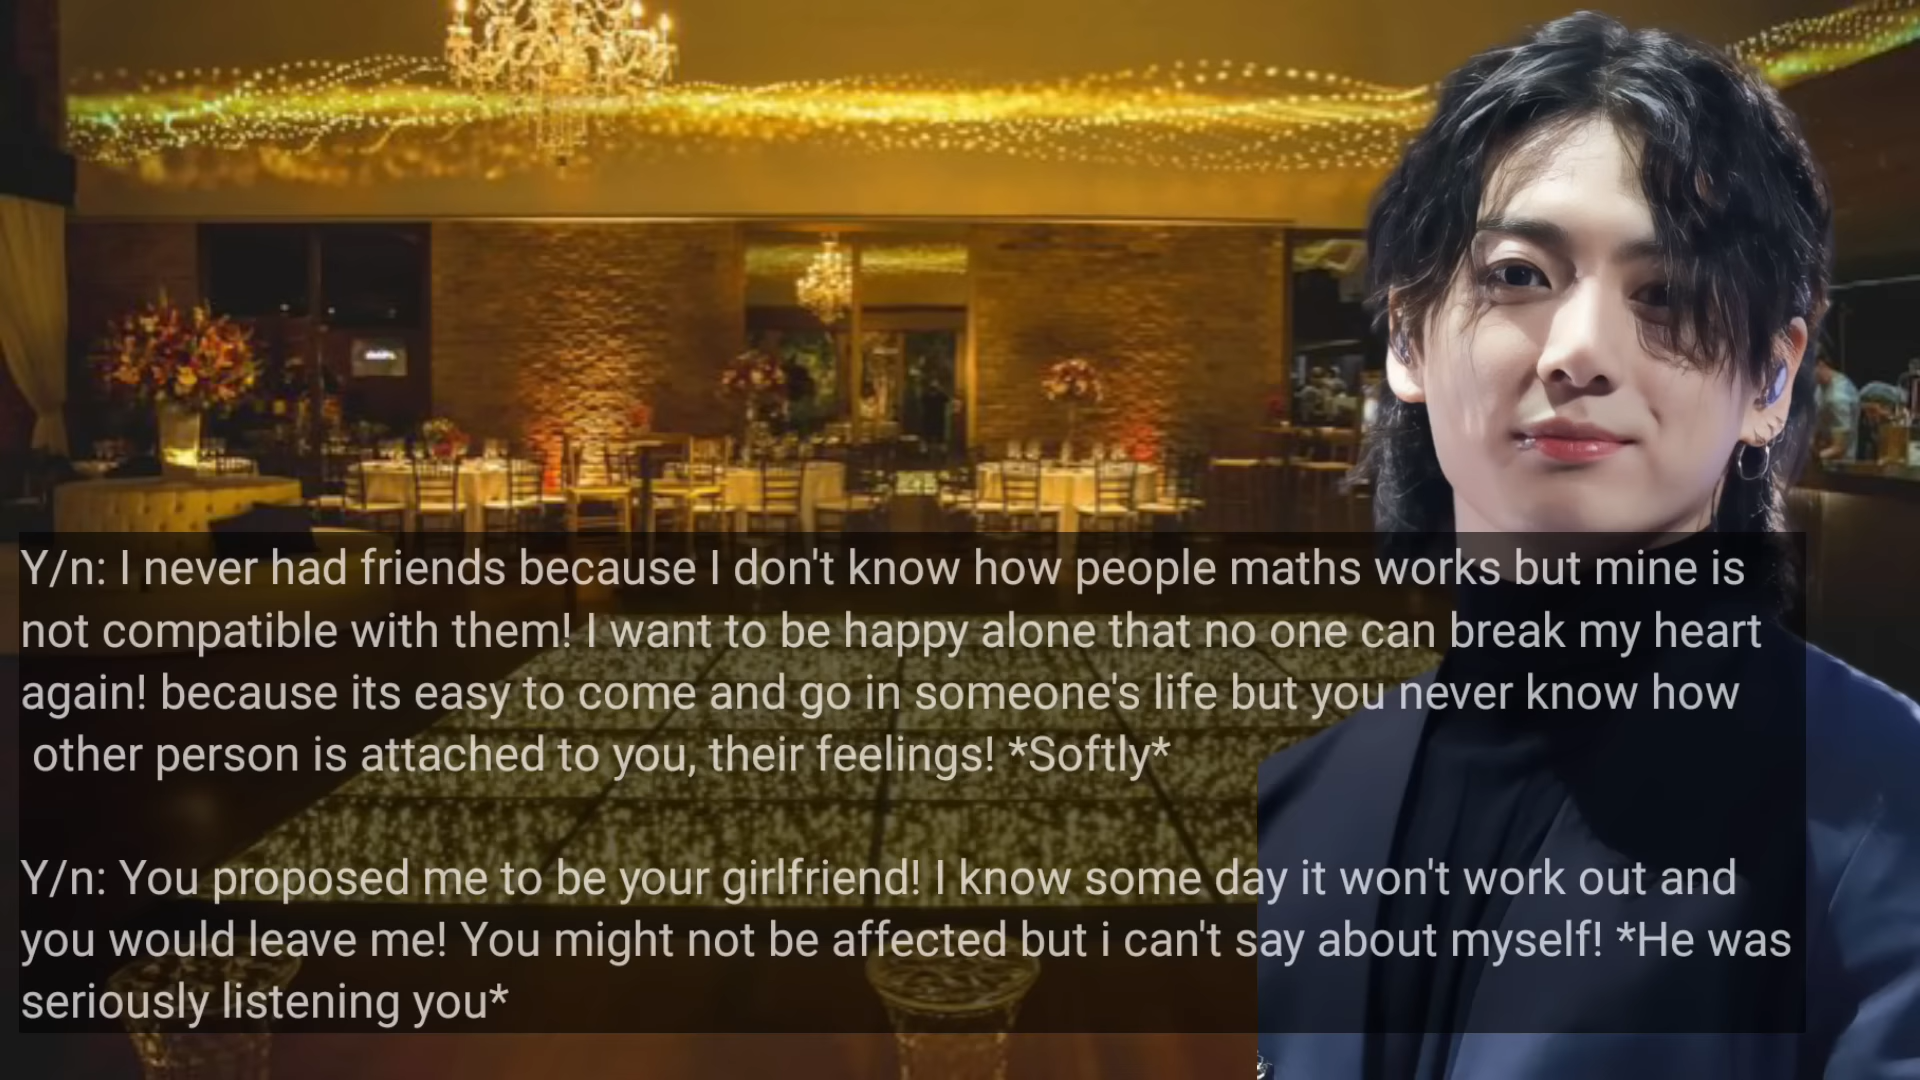 Y/n: I never had friends because I don't know how people maths works but mine is
not compatible with them! I want to be happy alone that no one can break my heart
again! because its easy to come and go in someone's life but you never know how
other person is attached to you, their feelings! *Softly*
Y/n: You proposed me to be your girlfriend! I know some day it won't work out and
you would leave me! You might not be affected but i can't say about myself! *He was
seriously listening you*